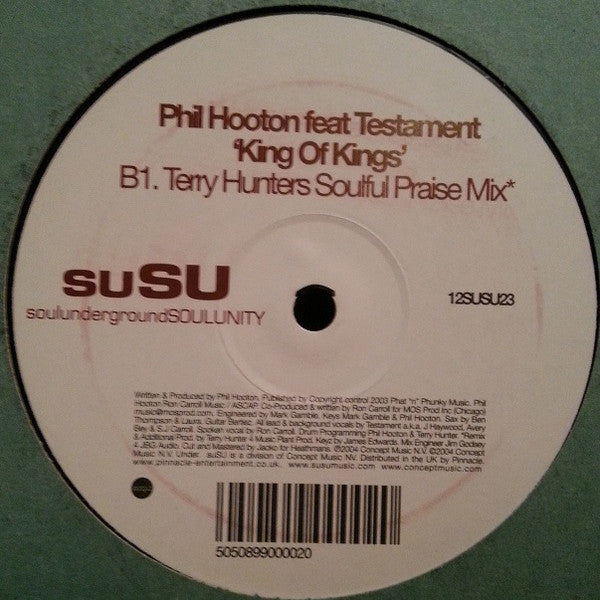 Phil Hooton feat Testament
‘King Of Kings’
B1. Terry Hunters Soulful Praise Mix*
suSU
soulundergroundSOULUNITY
12SUSU23
Written & Produced by Phil Hooton. Published by Copyright control 2003 Phat "n" Phunky Music. Phil
Hooton Ron Carroll Music / ASCAP. Co-Produced & written by Ron Carroll for MOS Prod Inc (Chicago)
music@mosprod.com. Engineered by Mark Gamble. Keys Mark Gamble & Phil Hooton. Sax by Ben
Thompson & Laura. Guitar Bertiec. All lead & background vocals by Testament a.k.a. J Haywood, Avery
Bley & S.J Carroll. Spoken vocal by Ron Carroll. Drum Programming Phil Hooton & Terry Hunter. *Remix
& Additional Prod. by Terry Hunter 4 Music Plant Prod. Keyz by James Edwards. Mix Engineer Jim Godsey
4 JBG Audio. Cut and Mastered by Jacko for Heathmans. ℗2004 Concept Music N.V. ©2004 Concept
Music N.V. Under. suSU is a division of Concept Music NV. Distributed in the UK by Pinnacle.
www.pinnacle-entertainment.co.uk. www.susumusic.com www.conceptmusic.com
5050899000020